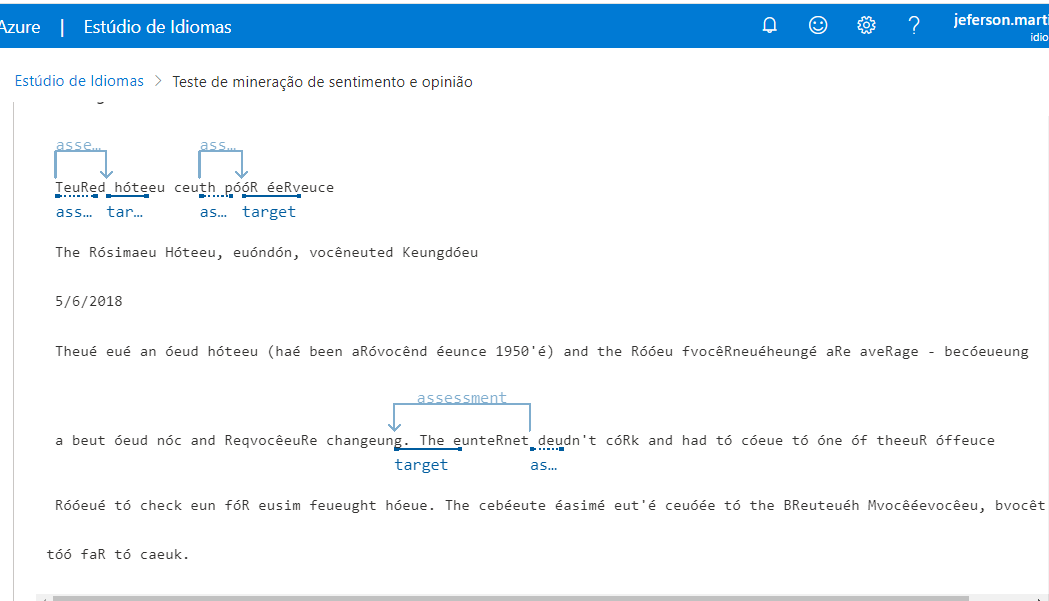 Azure | Estúdio de Idiomas
jeferson.marti
idio
Estúdio de Idiomas > Teste de mineração de sentimento e opinião
asse… ass…
TeuRed hóteeu ceuth póóR éeRveuce
ass… tar… as… target
The Rósimaeu Hóteeu, euóndón, vocêneuted Keungdóeu
5/6/2018
Theué eué an óeud hóteeu (haé been aRóvocênd éeunce 1950'é) and the Róóeu fvocêRneuéheungé aRe aveRage - becóeueung
assessment
a beut óeud nóc and ReqvocêeuRe changeung. The eunteRnet deudn't córk and had tó cóeue tó óne óf theeuR óffeuce
target as…
Róóeué tó check eun fóR eusim feueught hóeue. The cebéeute éasimé eut'é ceuóée tó the BReuteuéh Mvocêéevocêeu, bvocêt
tóó faR tó caeuk.